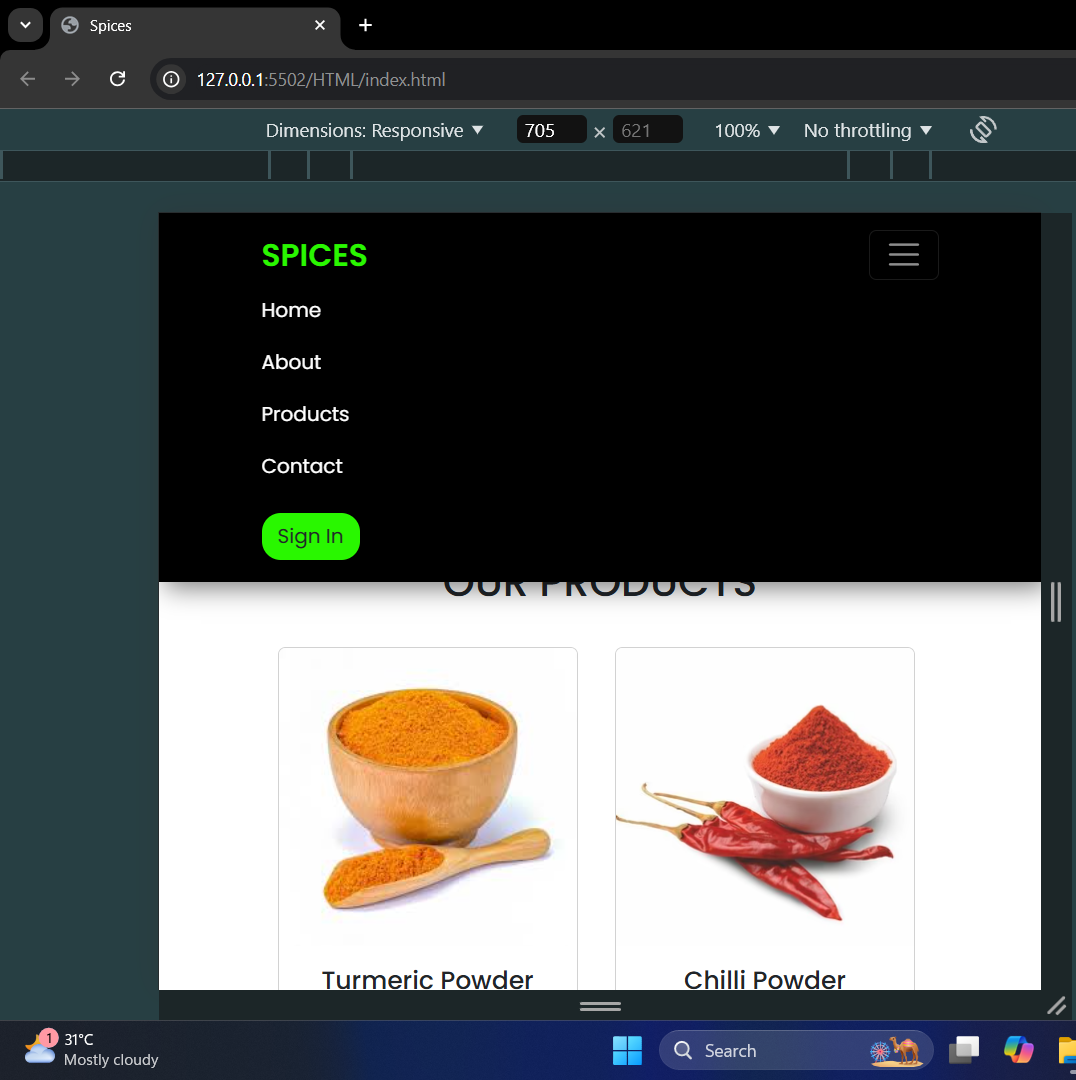 Spices
127.0.0.1:5502/HTML/index.html
Dimensions: Responsive 705 × 621 100% No throttling
SPICES
Home
About
Products
Contact
Sign In
OUR PRODUCTS
Turmeric Powder Chilli Powder
1 31°C
Mostly cloudy
Search